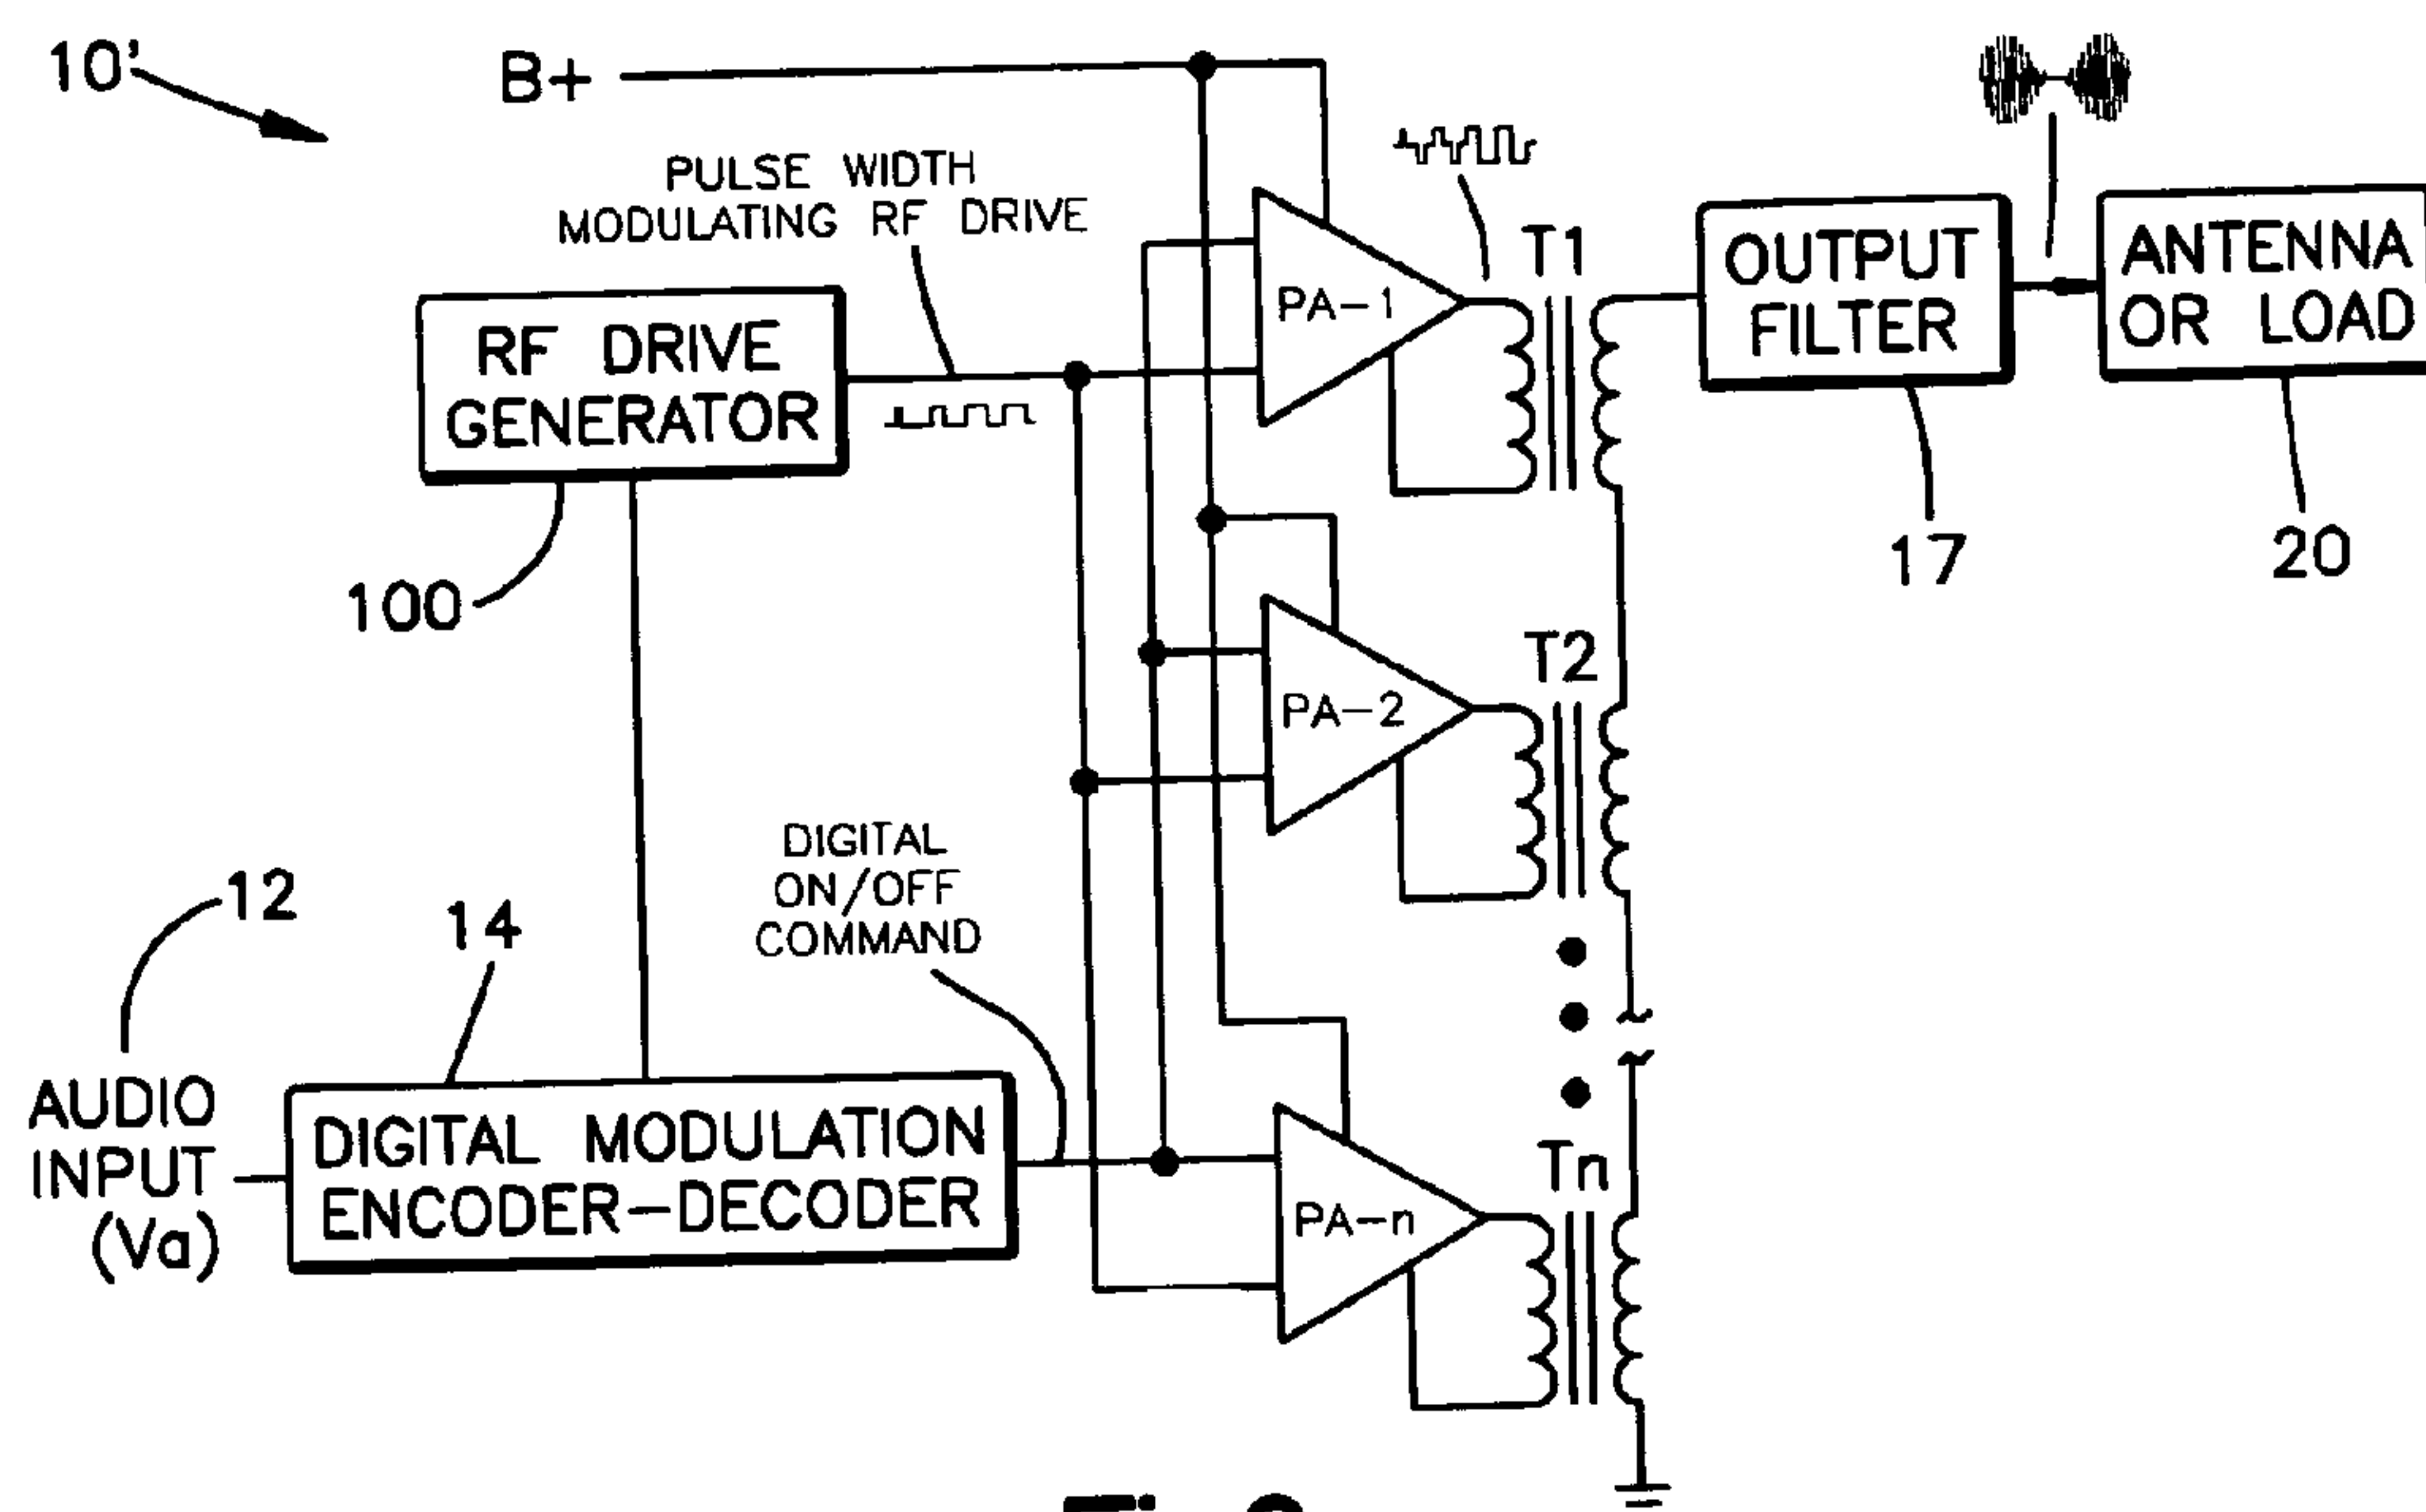 10'
B+
PULSE WIDTH
MODULATING RF DRIVE
RF DRIVE
GENERATOR
100
PA-1
T1
OUTPUT
FILTER
17
ANTENNA
OR LOAD
20
PA-2
T2
DIGITAL
ON/OFF
COMMAND
12
14
AUDIO
INPUT
(Va)
DIGITAL MODULATION
ENCODER-DECODER
PA-n
Tn